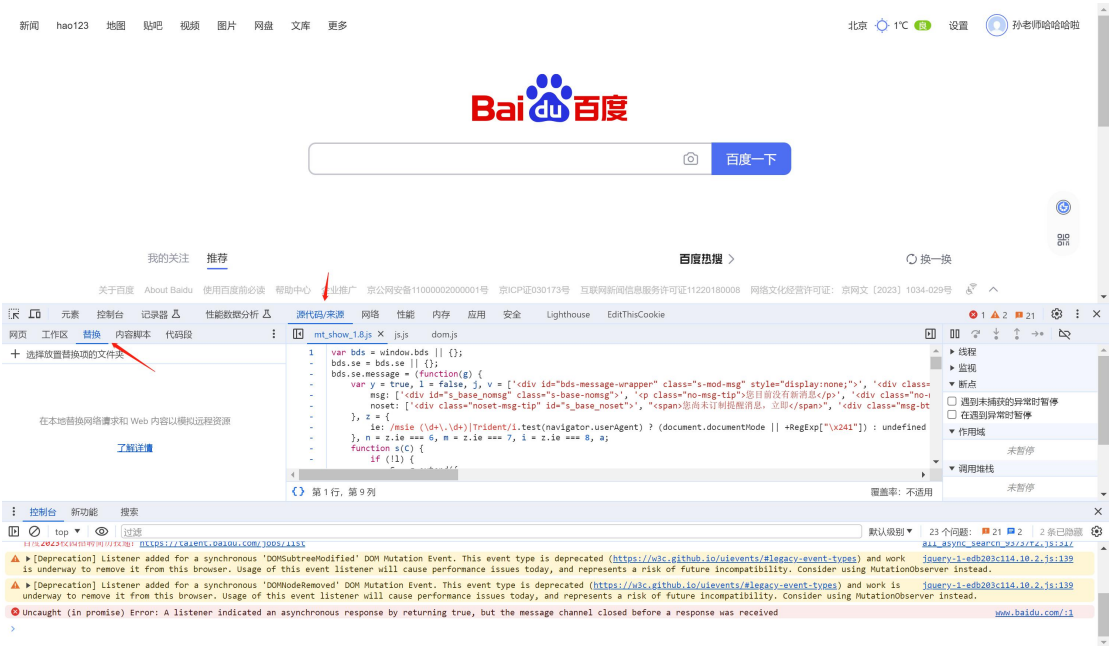 新闻 hao123 地图 贴吧 视频 图片 网盘 文库 更多 北京 1℃ 良 设置 孙老师哈哈哈啦
Bai du 百度
百度一下
我的关注 推荐 百度热搜 换一换
关于百度 About Baidu 使用百度前必读 帮助中心 企业推广 京公网安备11000002000001号 京ICP证030173号 互联网新闻信息服务许可证11220180008 网络文化经营许可证: 京网文〔2023〕1034-029号
元素 控制台 记录器 性能数据分析 源代码/来源 网络 性能 内存 应用 安全 Lighthouse EditThisCookie 1 2 21
网页 工作区 替换 内容脚本 代码段 mt_show_1.8.js × js.js dom.js
+ 选择放置替换项的文件夹
在本地替换网络请求和 Web 内容以模拟远程资源
了解详情
1 var bds = window.bds || {};
- bds.se = bds.se || {};
- bds.se.message = (function(g) {
- var y = true, l = false, j, v = ['<div id="bds-message-wrapper" class="s-mod-msg" style="display:none;">', '<div class=
- msg: ['<div id="s_base_nomsg" class="s-base-nomsg">', '<p class="no-msg-tip">您目前没有新消息</p>', '<div class="no-m
- noset: ['<div class="noset-msg-tip" id="s_base_noset">', "<span>您尚未订制提醒消息，立即</span>", '<div class="msg-bt
- }, z = {
- ie: /msie (\d+\.\d+)|Trident/i.test(navigator.userAgent) ? (document.documentMode || +RegExp["\x241"]) : undefined
- }, n = z.ie === 6, m = z.ie === 7, i = z.ie === 8, a;
- function s(C) {
- if (!l) {
{} 第 1 行，第 9 列 覆盖率: 不适用
线程
监视
断点
遇到未捕获的异常时暂停
在遇到异常时暂停
作用域
未暂停
调用堆栈
未暂停
控制台 新功能 搜索
top 过滤 默认级别 23 个问题: 21 2 2 条已隐藏
百度2023校园招聘简历投递: https://talent.baidu.com/jobs/list
[Deprecation] Listener added for a synchronous 'DOMSubtreeModified' DOM Mutation Event. This event type is deprecated (https://w3c.github.io/uievents/#legacy-event-types) and work jquery-1-edb203c114.10.2.js:139
is underway to remove it from this browser. Usage of this event listener will cause performance issues today, and represents a risk of future incompatibility. Consider using MutationObserver instead.
[Deprecation] Listener added for a synchronous 'DOMNodeRemoved' DOM Mutation Event. This event type is deprecated (https://w3c.github.io/uievents/#legacy-event-types) and work is jquery-1-edb203c114.10.2.js:139
underway to remove it from this browser. Usage of this event listener will cause performance issues today, and represents a risk of future incompatibility. Consider using MutationObserver instead.
Uncaught (in promise) Error: A listener indicated an asynchronous response by returning true, but the message channel closed before a response was received www.baidu.com/:1